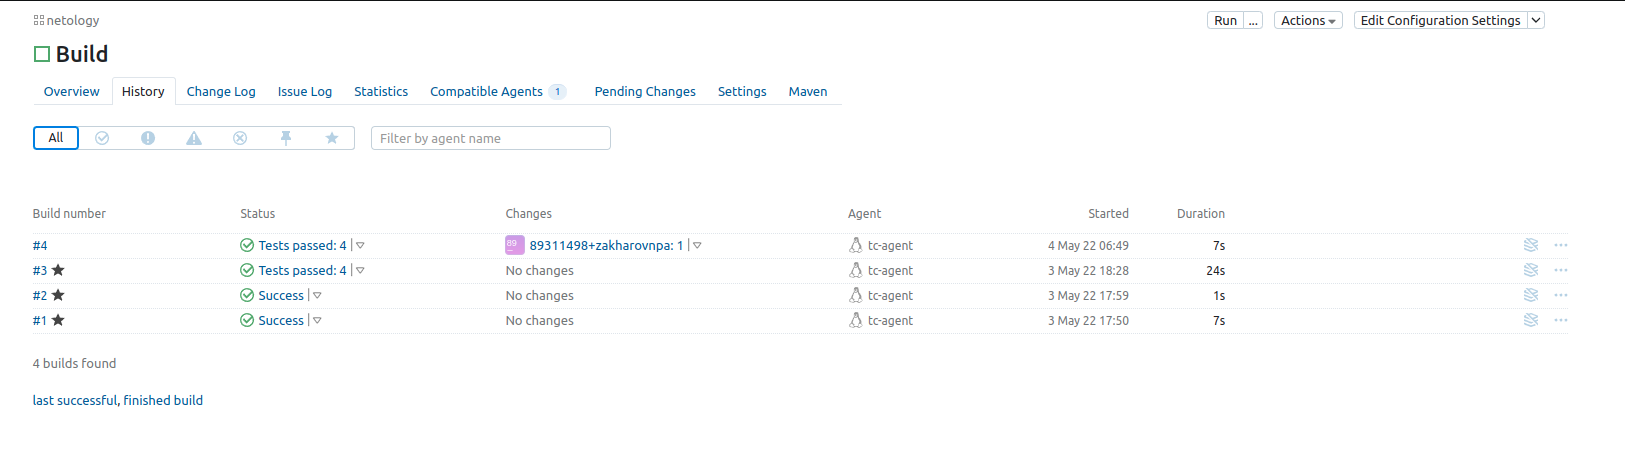 netology Run ... Actions Edit Configuration Settings
Build
Overview History Change Log Issue Log Statistics Compatible Agents 1 Pending Changes Settings Maven
All Filter by agent name
Build number Status Changes Agent Started Duration
#4 Tests passed: 4 89 89311498+zakharovnpa: 1 tc-agent 4 May 22 06:49 7s
#3 Tests passed: 4 No changes tc-agent 3 May 22 18:28 24s
#2 Success No changes tc-agent 3 May 22 17:59 1s
#1 Success No changes tc-agent 3 May 22 17:50 7s
4 builds found
last successful, finished build